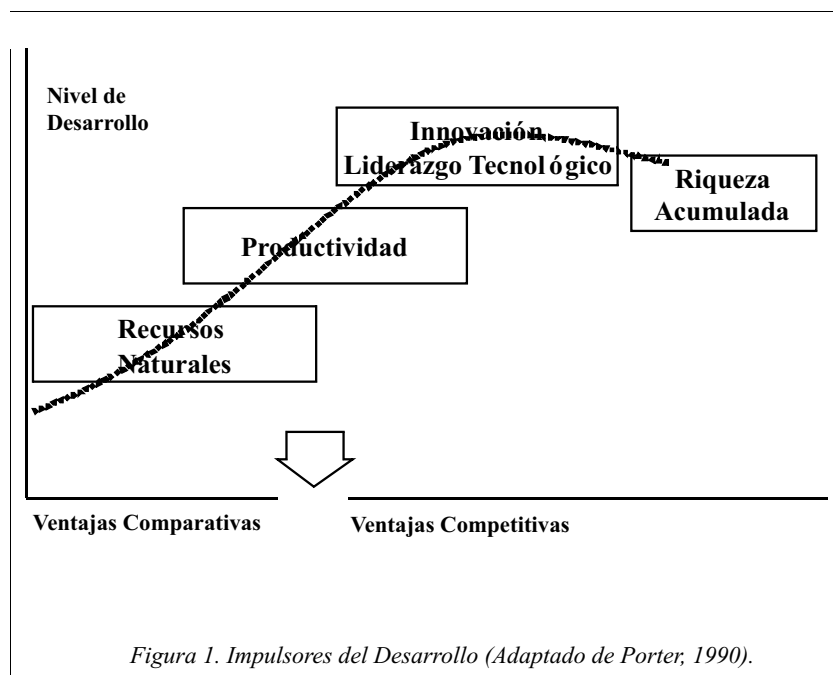 Nivel de
Desarrollo
Innovación
Liderazgo Tecnológico
Riqueza
Acumulada
Productividad
Recursos
Naturales
Ventajas Comparativas
Ventajas Competitivas
Figura 1. Impulsores del Desarrollo (Adaptado de Porter, 1990).